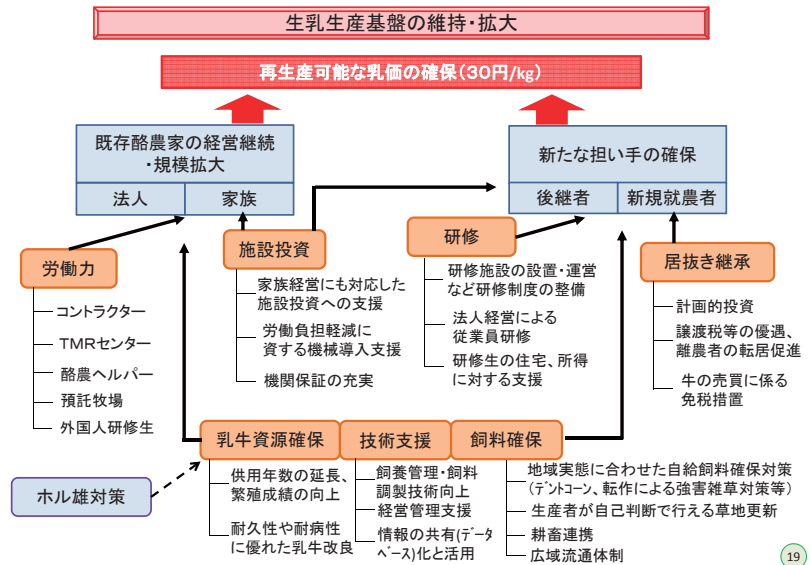 生乳生産基盤の維持・拡大
再生産可能な乳価の確保(30円/kg)
既存酪農家の経営継続
・規模拡大
法人
家族
新たな担い手の確保
後継者
新規就農者
労働力
コントラクター
TMRセンター
酪農ヘルパー
預託牧場
外国人研修生
施設投資
家族経営にも対応した
施設投資への支援
労働負担軽減に
資する機械導入支援
機関保証の充実
研修
研修施設の設置・運営
など研修制度の整備
法人経営による
従業員研修
研修生の住宅、所得
に対する支援
居抜き継承
計画的投資
譲渡税等の優遇、
離農者の転居促進
牛の売買に係る
免税措置
ホル雄対策
乳牛資源確保
供用年数の延長、
繁殖成績の向上
耐久性や耐病性
に優れた乳牛改良
技術支援
飼養管理・飼料
調製技術向上
経営管理支援
情報の共有(データ
ベース)化と活用
飼料確保
地域実態に合わせた自給飼料確保対策
(デントコーン、転作による強害雑草対策等)
生産者が自己判断で行える草地更新
耕畜連携
広域流通体制
19